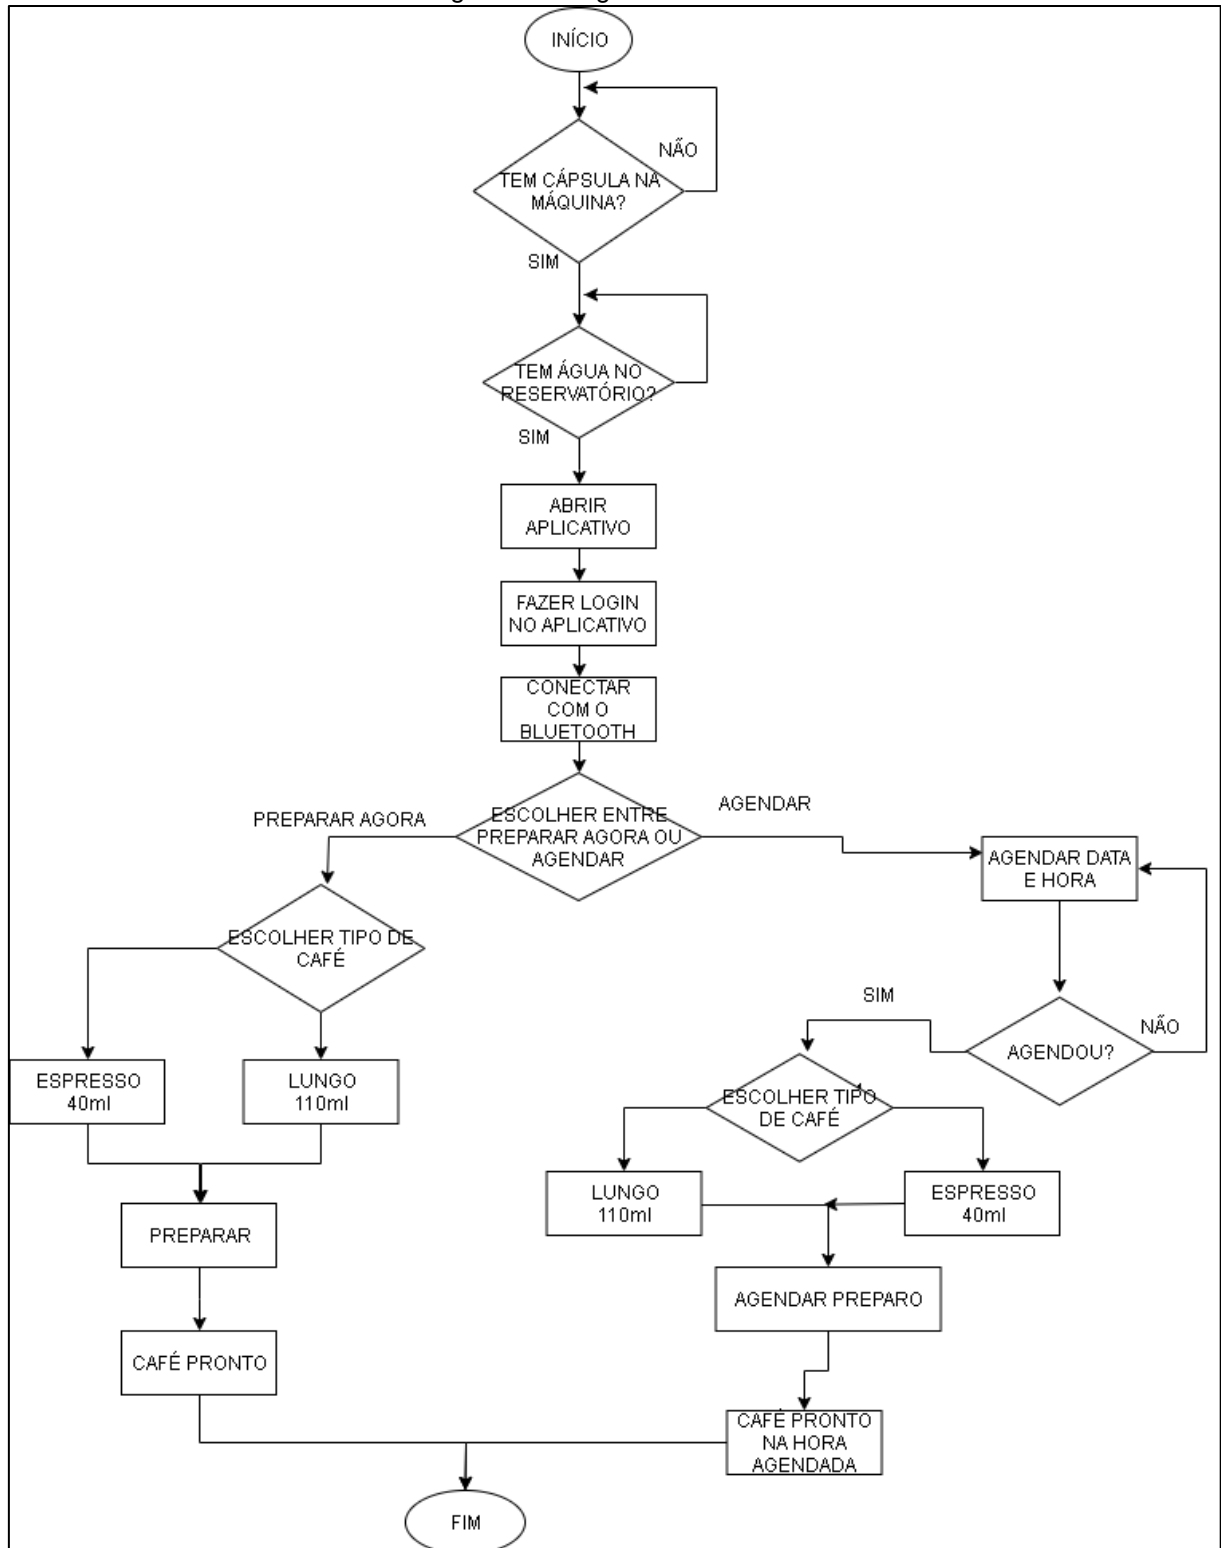 INÍCIO
NÃO
TEM CÁPSULA NA
MÁQUINA?
SIM
TEM ÁGUA NO
RESERVATÓRIO?
SIM
ABRIR
APLICATIVO
FAZER LOGIN
NO APLICATIVO
CONECTAR
COM O
BLUETOOTH
ESCOLHER ENTRE
PREPARAR AGORA OU
AGENDAR
PREPARAR AGORA
AGENDAR
AGENDAR DATA
E HORA
ESCOLHER TIPO DE
CAFÉ
SIM
NÃO
AGENDOU?
ESPRESSO
40ml
LUNGO
110ml
ESCOLHER TIPO
DE CAFÉ
LUNGO
110ml
ESPRESSO
40ml
PREPARAR
AGENDAR PREPARO
CAFÉ PRONTO
CAFÉ PRONTO
NA HORA
AGENDADA
FIM